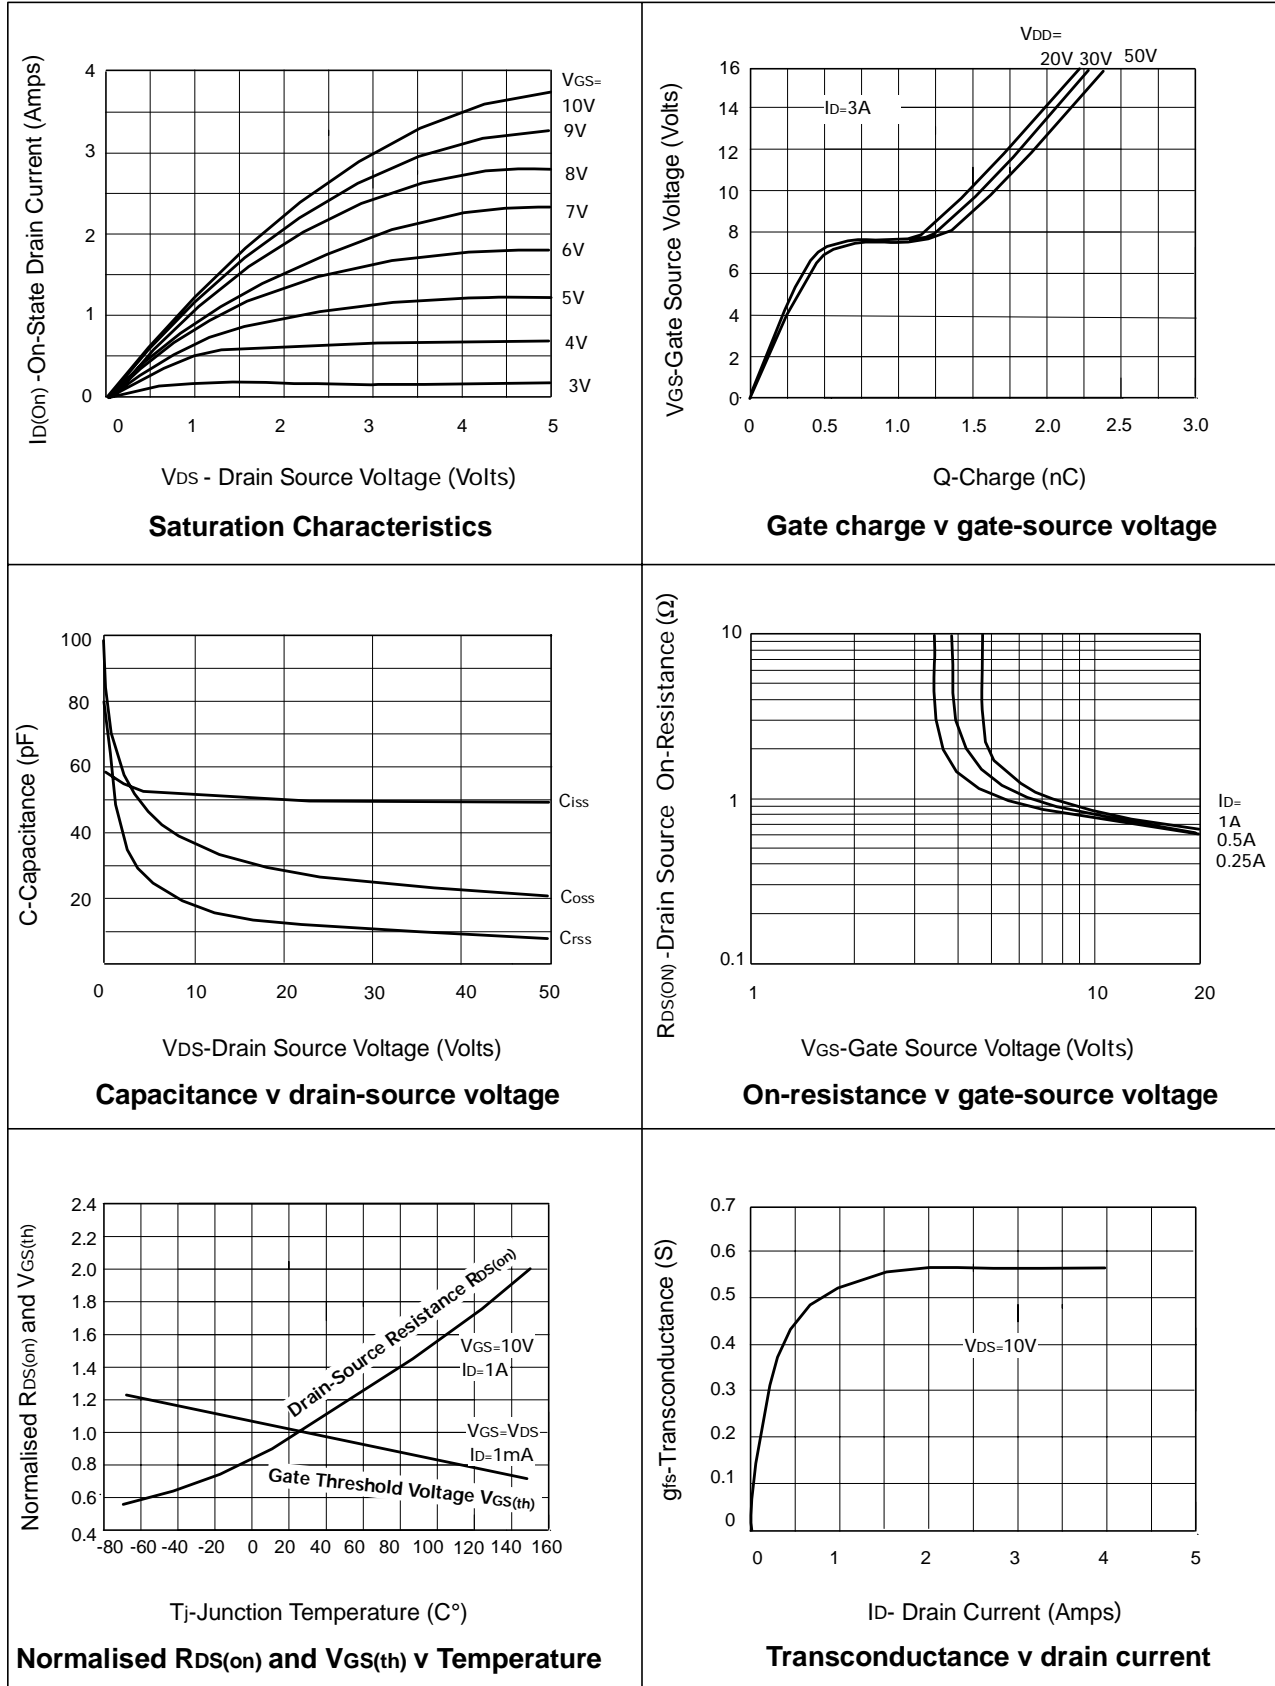 ID(On) -On-State Drain Current (Amps)
4
3
2
1
0
0 1 2 3 4 5
VGS=
10V
9V
8V
7V
6V
5V
4V
3V
VDS - Drain Source Voltage (Volts)
Saturation Characteristics
VGS-Gate Source Voltage (Volts)
VDD=
20V 30V 50V
ID=3A
16
14
12
10
8
6
4
2
0
0 0.5 1.0 1.5 2.0 2.5 3.0
Q-Charge (nC)
Gate charge v gate-source voltage
C-Capacitance (pF)
100
80
60
40
20
0 10 20 30 40 50
Ciss
Coss
Crss
VDS-Drain Source Voltage (Volts)
Capacitance v drain-source voltage
RDS(ON) -Drain Source On-Resistance (Ω)
10
1
0.1
1 10 20
ID=
1A
0.5A
0.25A
VGS-Gate Source Voltage (Volts)
On-resistance v gate-source voltage
Normalised RDS(on) and VGS(th)
2.4
2.2
2.0
1.8
1.6
1.4
1.2
1.0
0.8
0.6
0.4
-80 -60 -40 -20 0 20 40 60 80 100 120 140 160
Drain-Source Resistance RDS(on)
VGS=10V
ID=1A
VGS=VDS
ID=1mA
Gate Threshold Voltage VGS(th)
Tj-Junction Temperature (C°)
Normalised RDS(on) and VGS(th) v Temperature
gfs-Transconductance (S)
0.7
0.6
0.5
0.4
0.3
0.2
0.1
0
0 1 2 3 4 5
VDS=10V
ID- Drain Current (Amps)
Transconductance v drain current